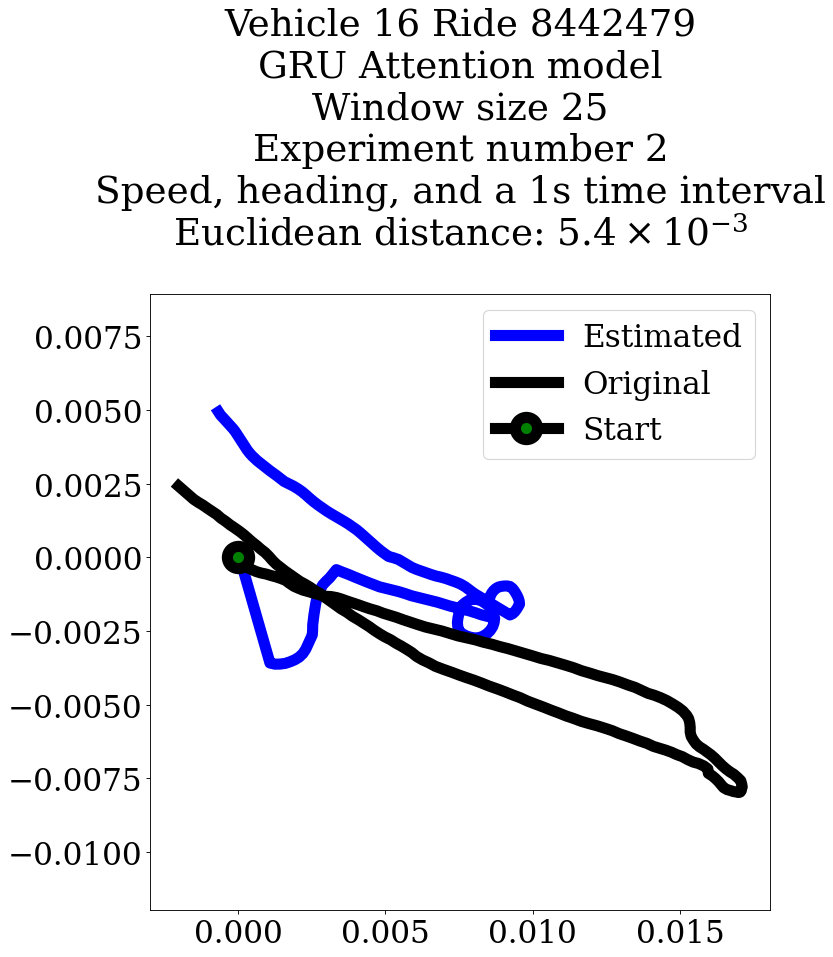 Vehicle 16 Ride 8442479
GRU Attention model
Window size 25
Experiment number 2
Speed, heading, and a 1s time interval
Euclidean distance: 5.4 × 10⁻³
Estimated
Original
Start
0.0075
0.0050
0.0025
0.0000
−0.0025
−0.0050
−0.0075
−0.0100
0.000 0.005 0.010 0.015